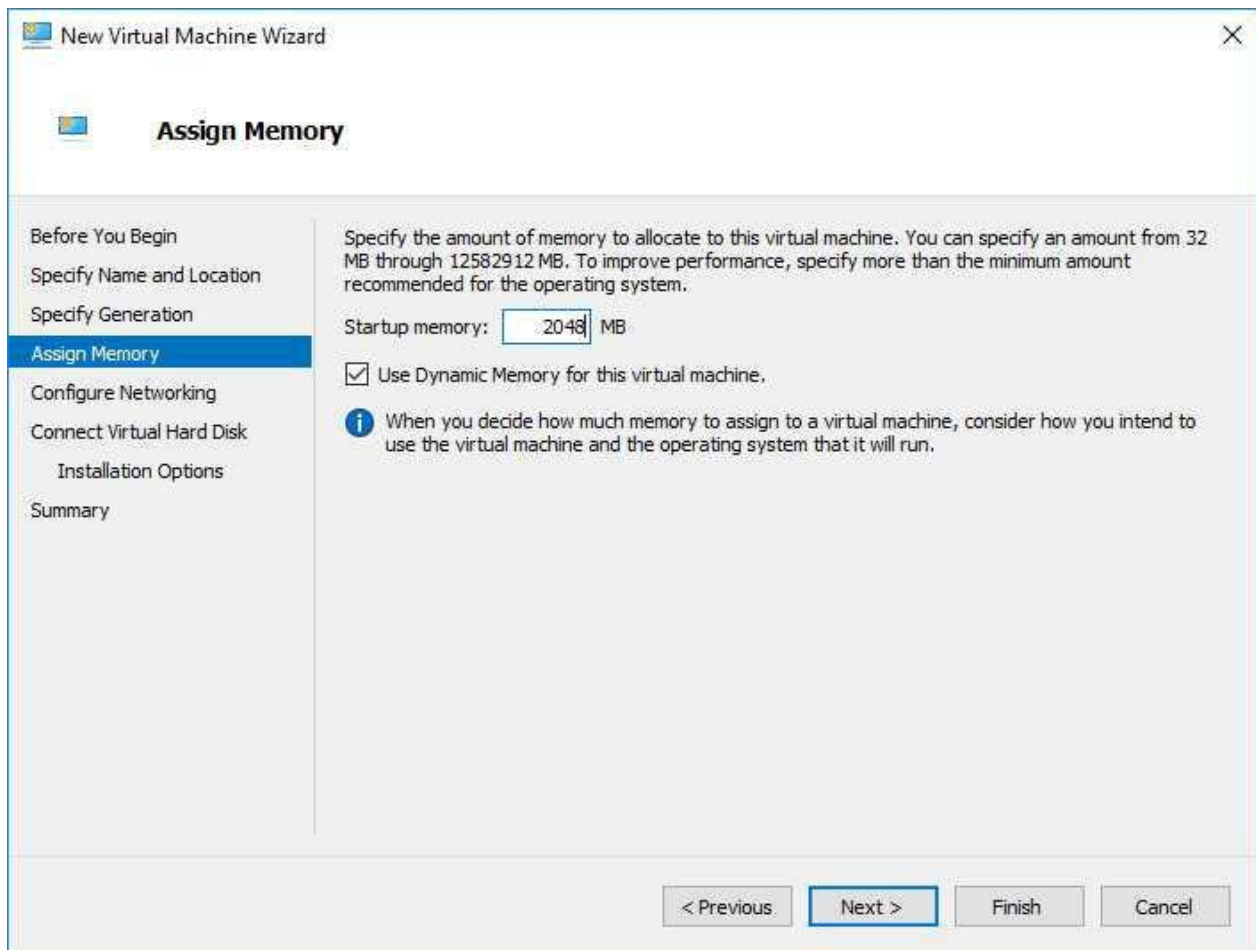 New Virtual Machine Wizard
Assign Memory
Before You Begin
Specify Name and Location
Specify Generation
Assign Memory
Configure Networking
Connect Virtual Hard Disk
Installation Options
Summary
Specify the amount of memory to allocate to this virtual machine. You can specify an amount from 32
MB through 12582912 MB. To improve performance, specify more than the minimum amount
recommended for the operating system.
Startup memory: 2048 MB
Use Dynamic Memory for this virtual machine.
When you decide how much memory to assign to a virtual machine, consider how you intend to
use the virtual machine and the operating system that it will run.
< Previous Next > Finish Cancel